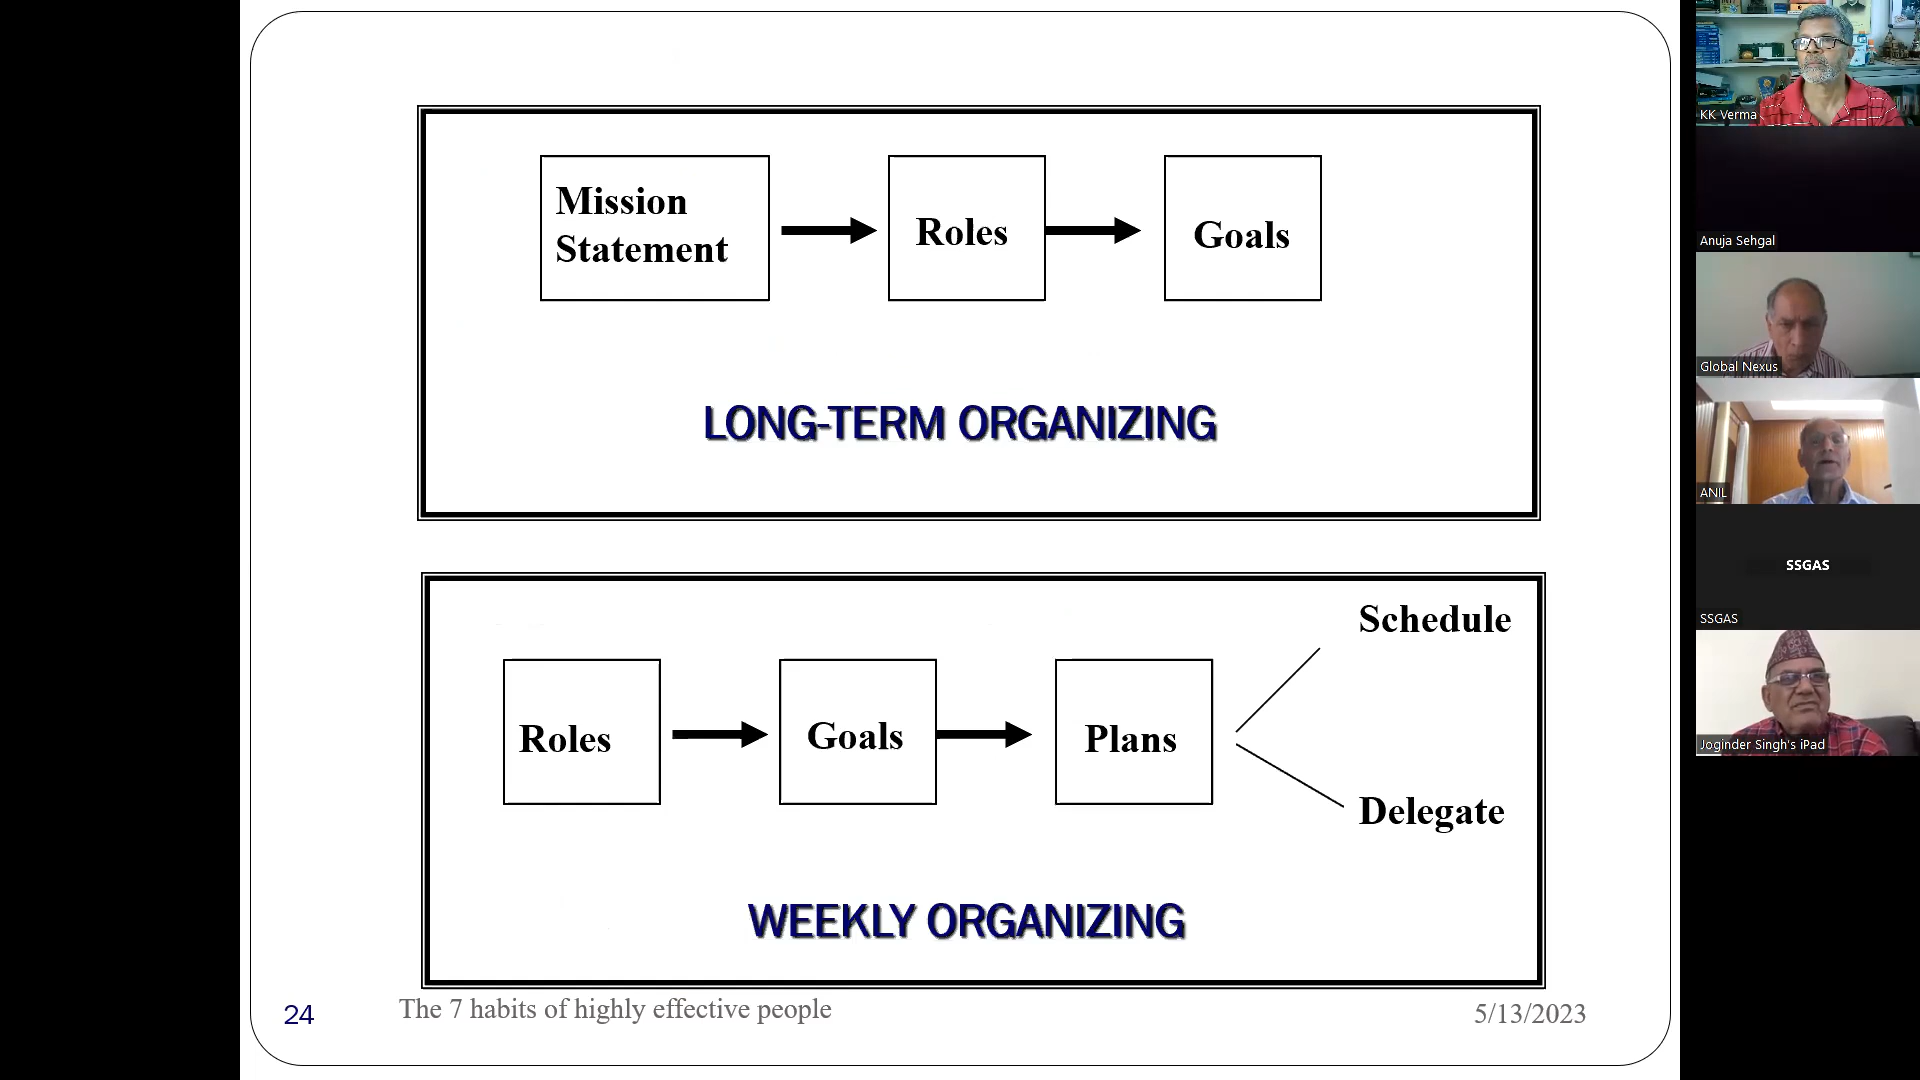 Mission
Statement
Roles
Goals
LONG-TERM ORGANIZING
Roles
Goals
Plans
Schedule
Delegate
WEEKLY ORGANIZING
24
The 7 habits of highly effective people
5/13/2023
KK Verma
Anuja Sehgal
Global Nexus
ANIL
SSGAS
SSGAS
Joginder Singh's iPad